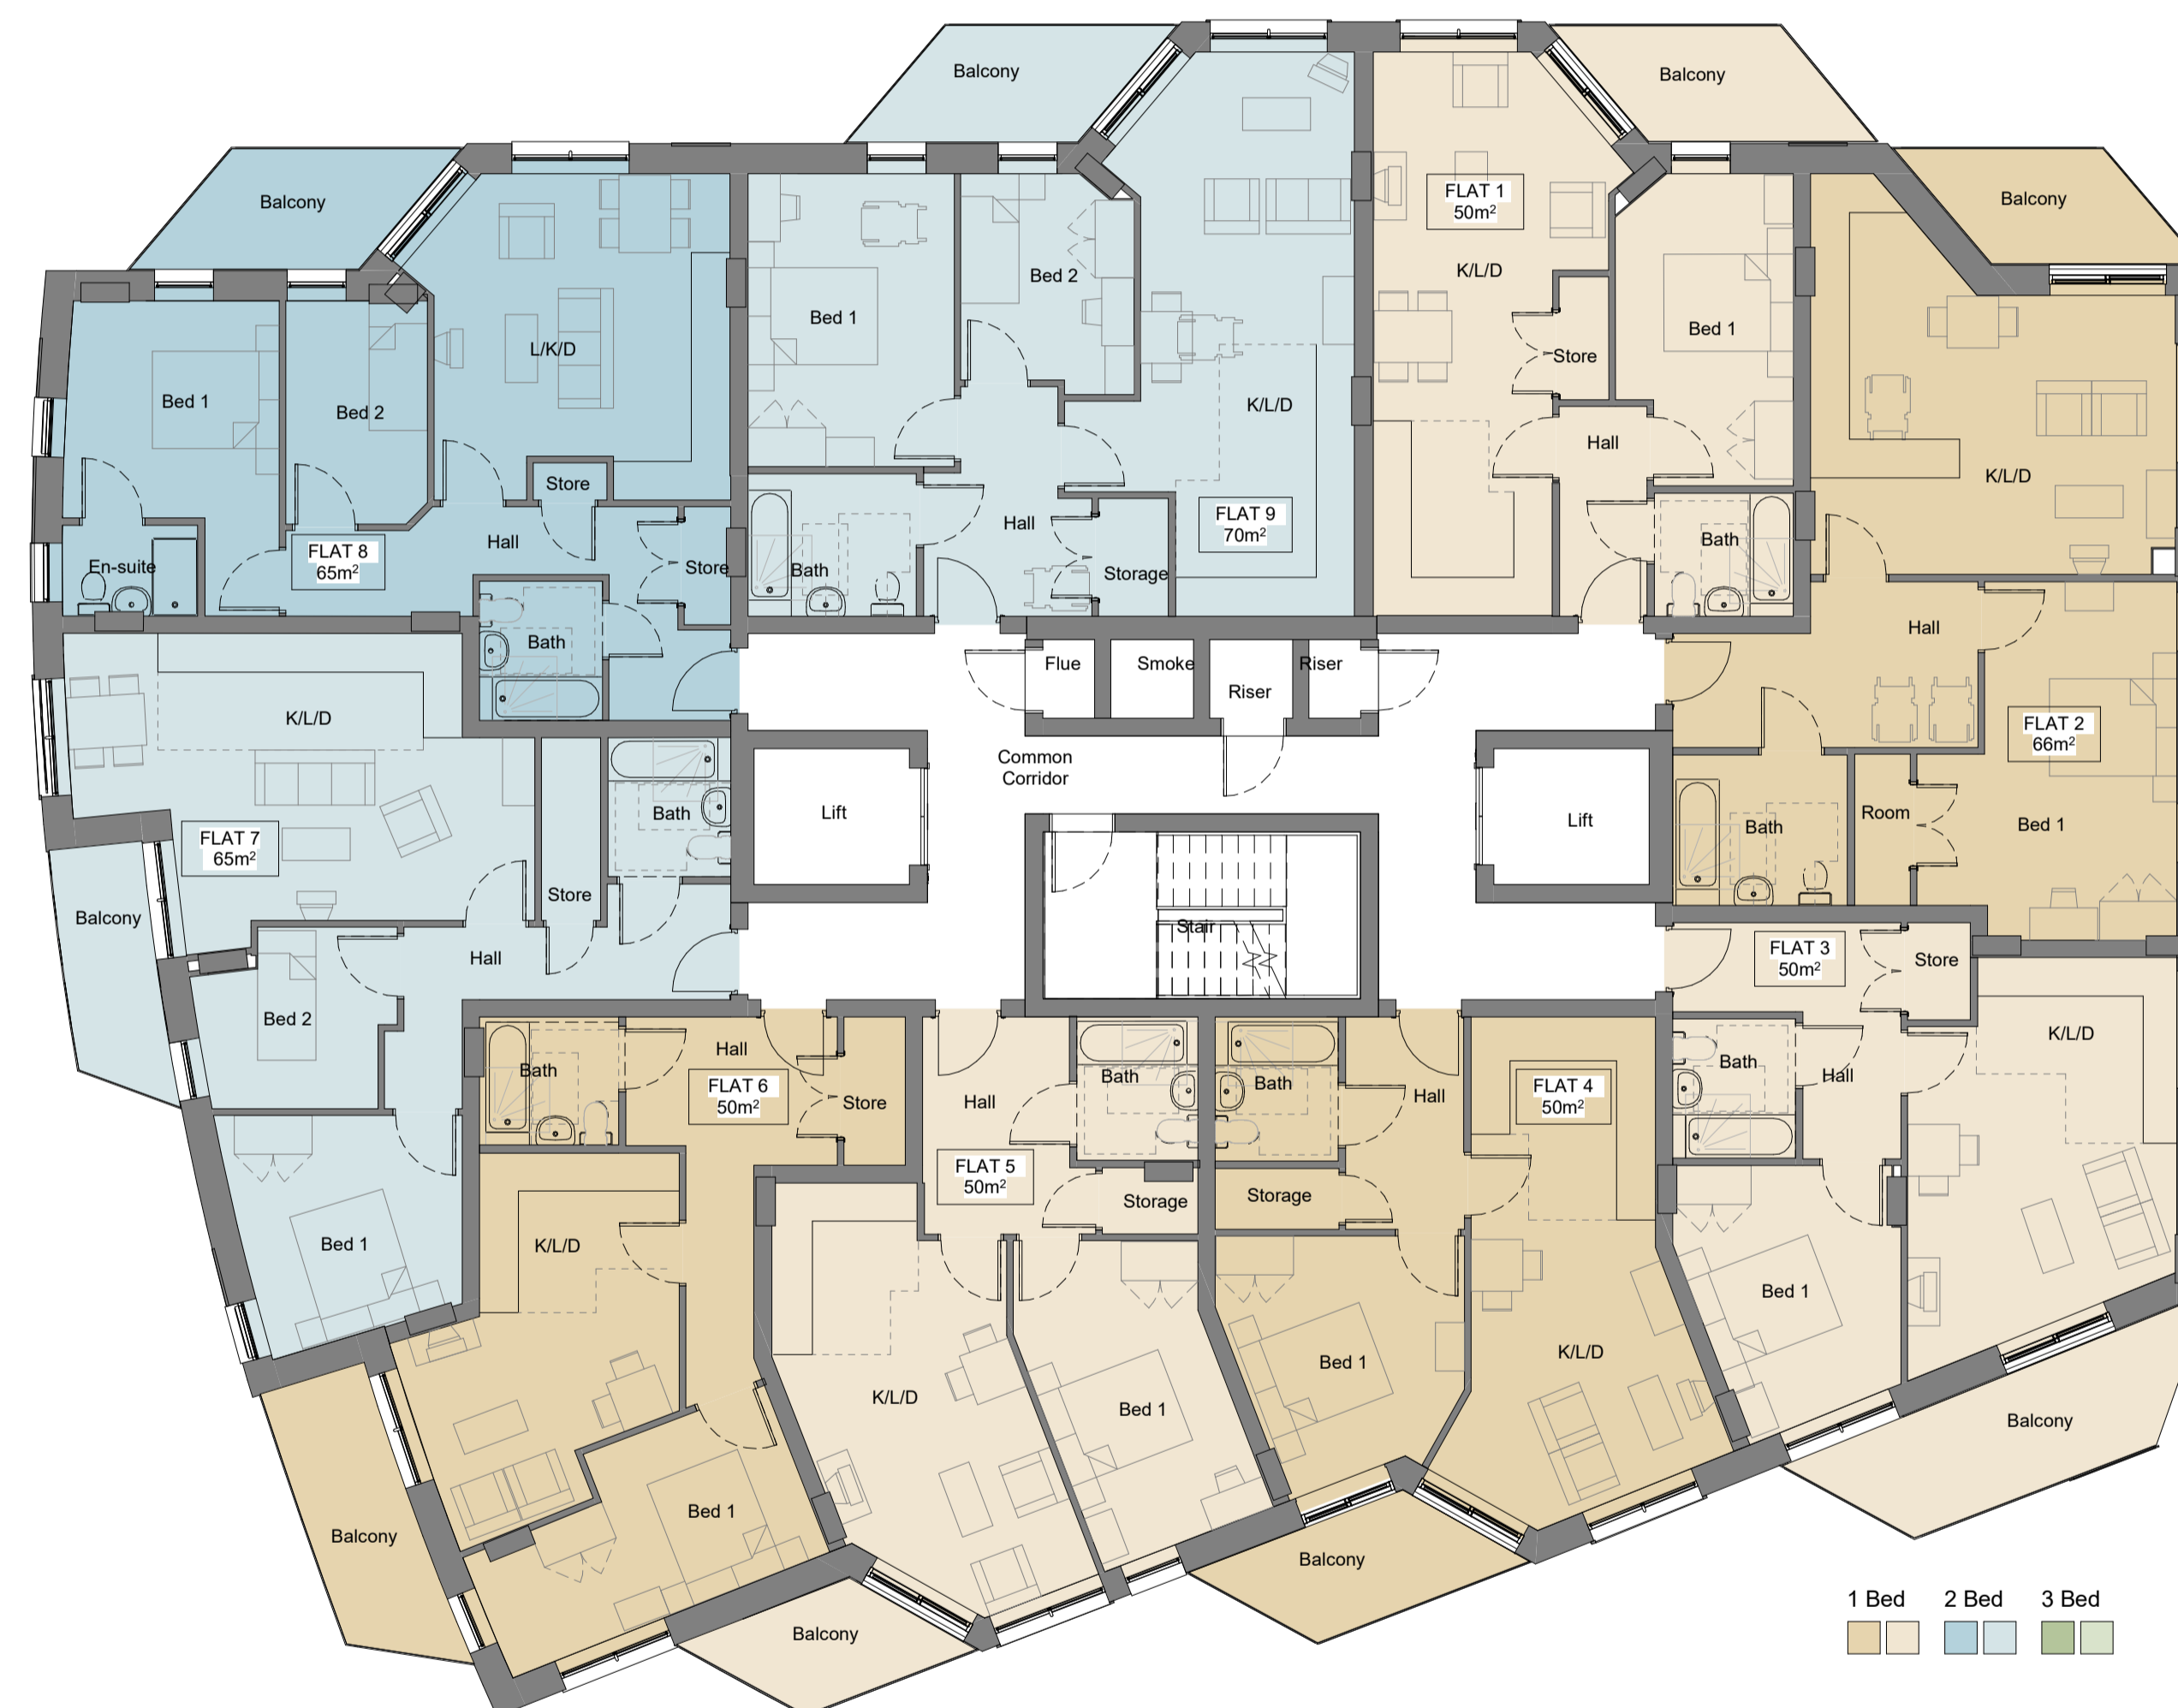 Balcony
Balcony
Balcony
Balcony
FLAT 1
50m²
K/L/D
Bed 2
Bed 1
L/K/D
Bed 1
Store
Bed 1
Bed 2
K/L/D
Hall
K/L/D
Store
FLAT 9
70m²
Hall
Bath
FLAT 8
65m²
Hall
En-suite
Store
Bath
Storage
Bath
Hall
Flue
Smoke
Riser
Riser
K/L/D
FLAT 2
66m²
Common
Corridor
Lift
Lift
Bath
Room
Bath
Bed 1
FLAT 7
65m²
Store
Balcony
Stair
Hall
FLAT 3
50m²
Store
Bed 2
K/L/D
Hall
Bath
Bath
Bath
Bath
Hall
FLAT 6
50m²
Store
Hall
Hall
FLAT 4
50m²
FLAT 5
50m²
Storage
Storage
Bed 1
K/L/D
Bed 1
K/L/D
Bed 1
K/L/D
Bed 1
Balcony
Bed 1
Balcony
Balcony
Balcony
1 Bed
2 Bed
3 Bed
Balcony